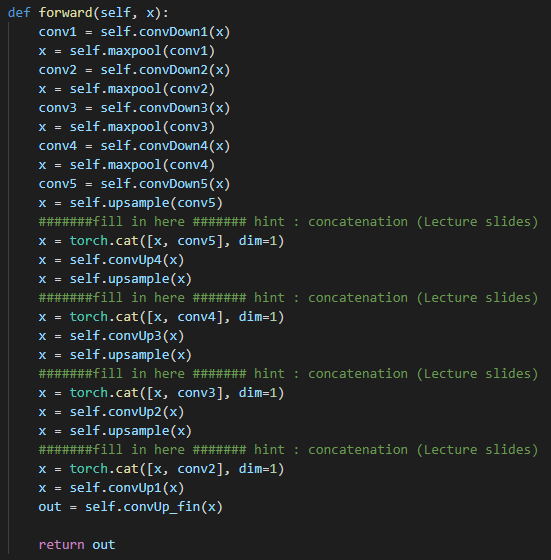 def forward(self, x):
    conv1 = self.convDown1(x)
    x = self.maxpool(conv1)
    conv2 = self.convDown2(x)
    x = self.maxpool(conv2)
    conv3 = self.convDown3(x)
    x = self.maxpool(conv3)
    conv4 = self.convDown4(x)
    x = self.maxpool(conv4)
    conv5 = self.convDown5(x)
    x = self.upsample(conv5)
    #######fill in here ####### hint : concatenation (Lecture slides)
    x = torch.cat([x, conv5], dim=1)
    x = self.convUp4(x)
    x = self.upsample(x)
    #######fill in here ####### hint : concatenation (Lecture slides)
    x = torch.cat([x, conv4], dim=1)
    x = self.convUp3(x)
    x = self.upsample(x)
    #######fill in here ####### hint : concatenation (Lecture slides)
    x = torch.cat([x, conv3], dim=1)
    x = self.convUp2(x)
    x = self.upsample(x)
    #######fill in here ####### hint : concatenation (Lecture slides)
    x = torch.cat([x, conv2], dim=1)
    x = self.convUp1(x)
    out = self.convUp_fin(x)

    return out